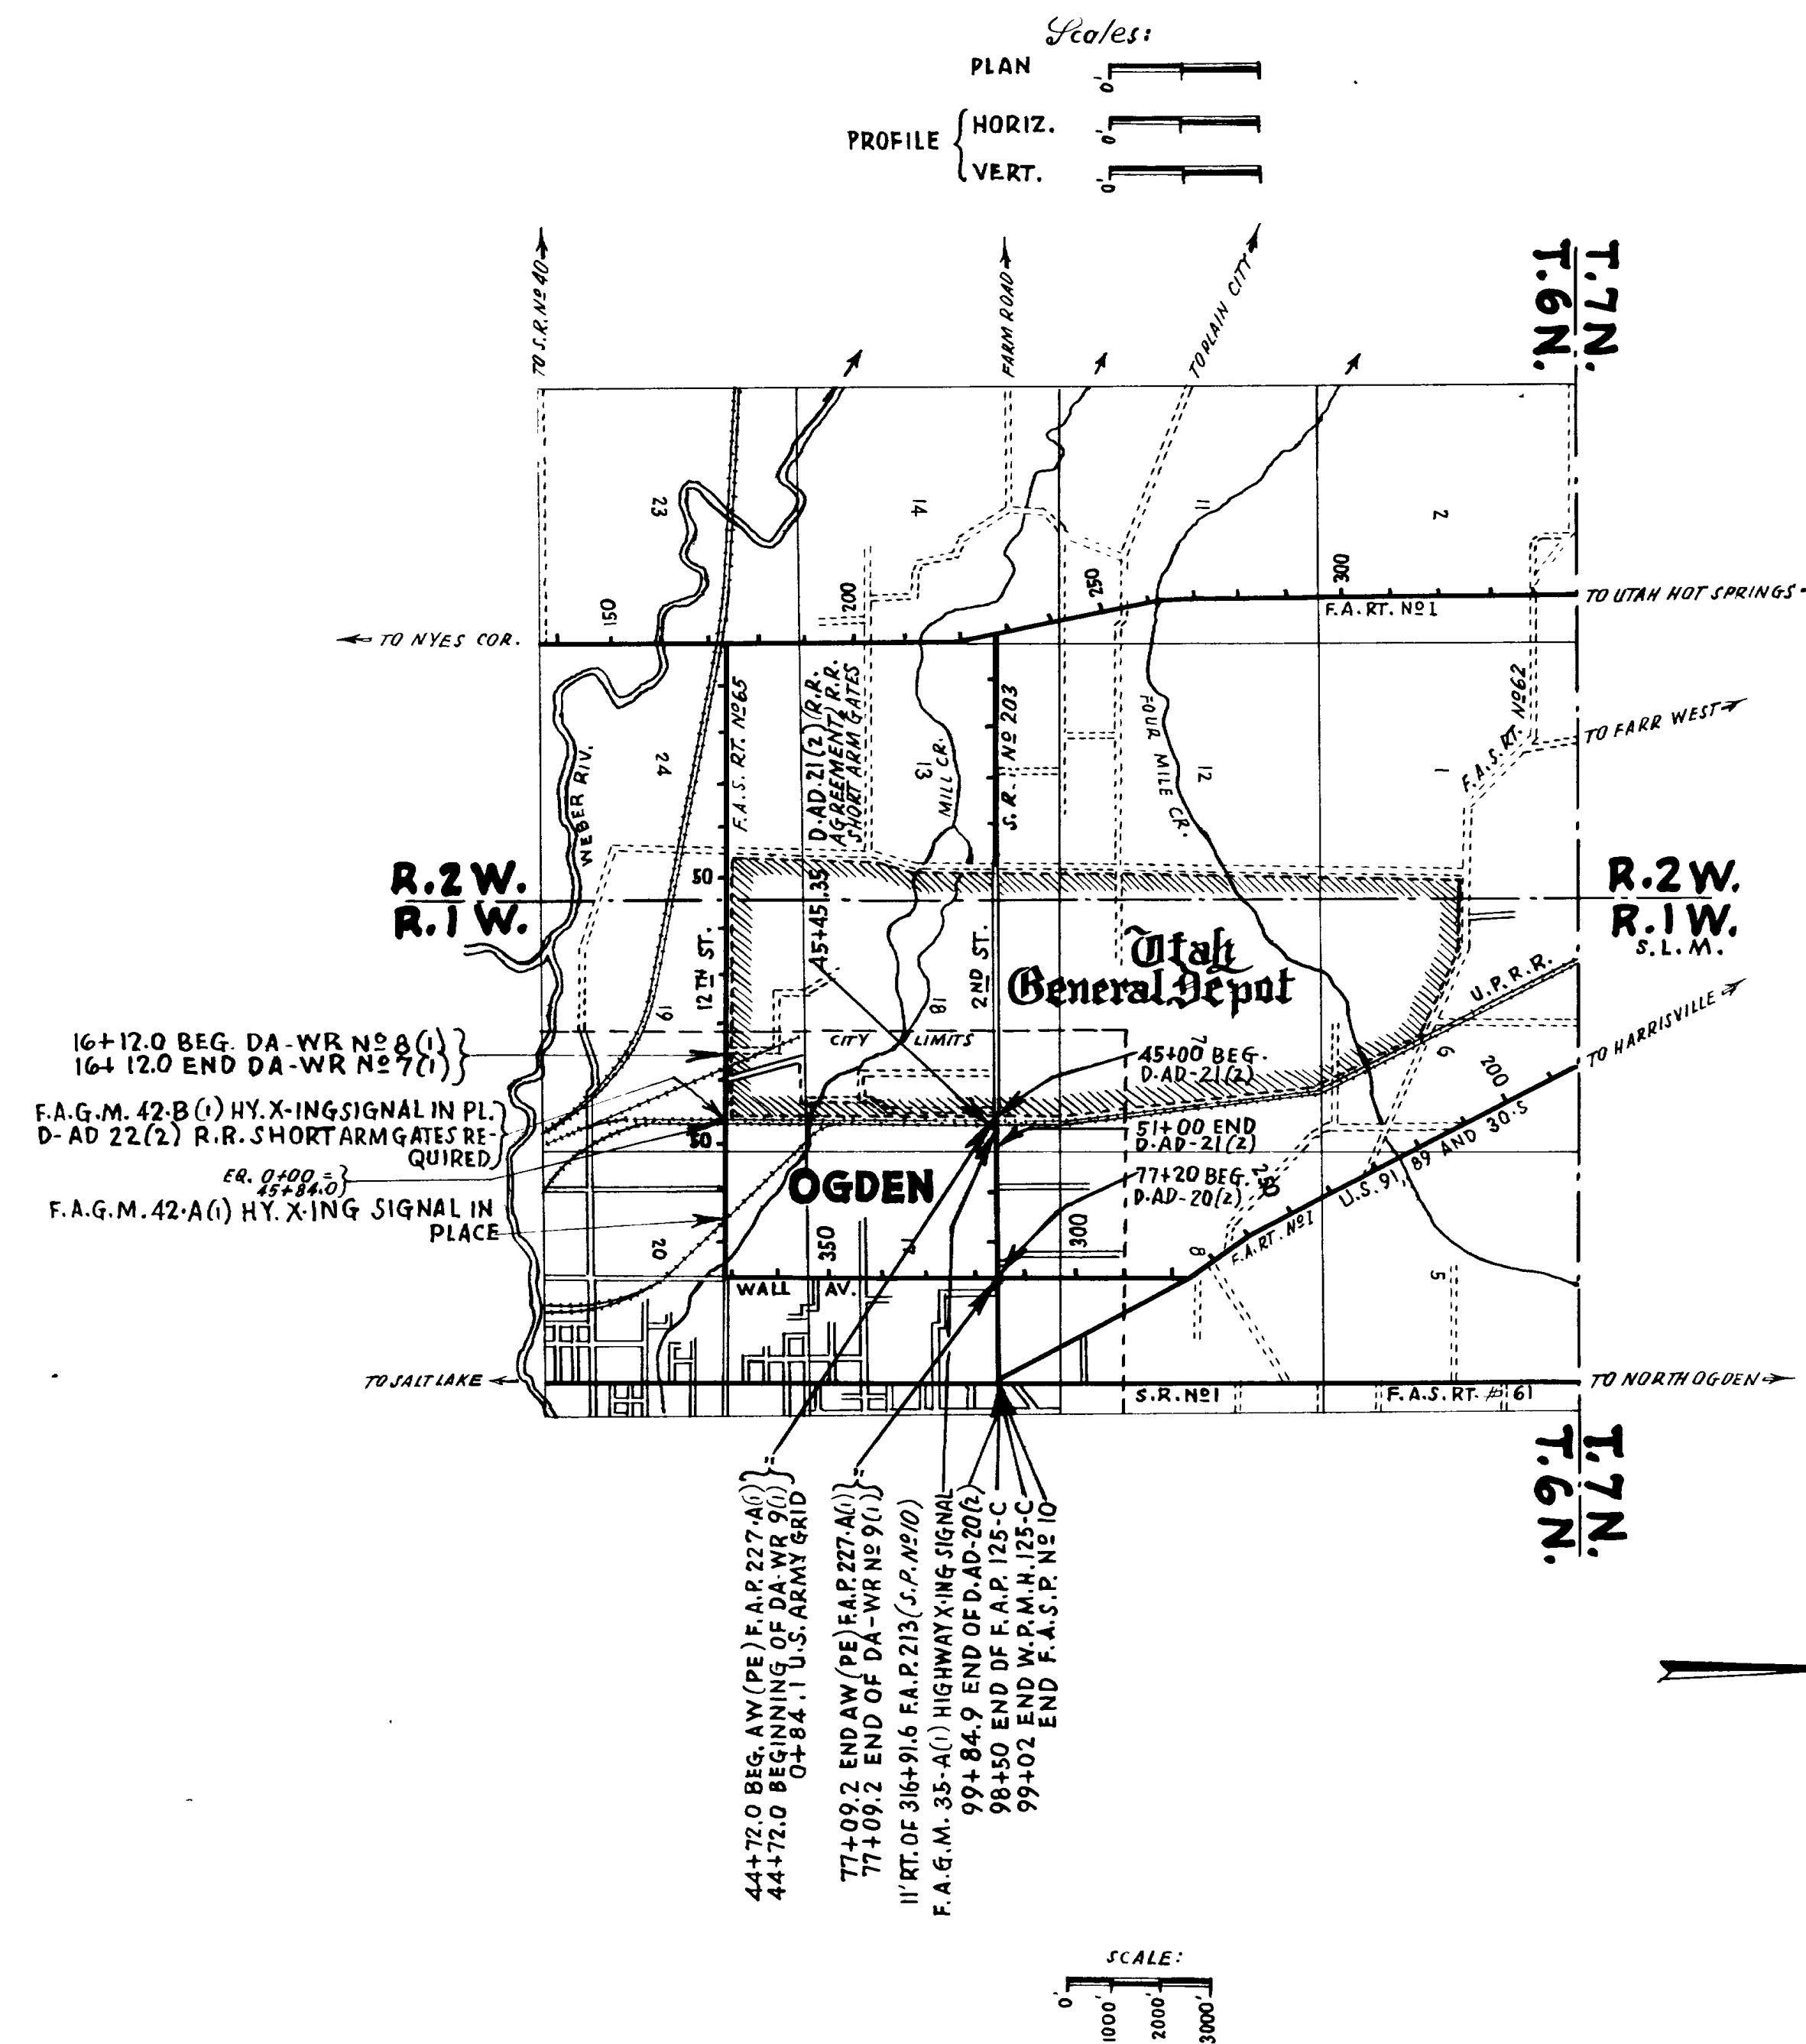 Scales:
PLAN
0'
PROFILE
HORIZ.
0'
VERT.
0'
TO S.R. Nº 40
FARM ROAD
TO PLAIN CITY
T.7N.
T.6N.
23
14
11
2
150
200
250
300
TO UTAH HOT SPRINGS
F.A. RT. Nº 1
TO NYES COR.
F.A.S. RT. Nº 65
D-AD-21(2) (R.R.
AGREEMENT) R.R.
SHORT ARM GATES
S.R. Nº 203
F.A.S. RT. Nº 62
TO FARR WEST
WEBER RIV.
24
13
MILL CR.
FOUR MILE CR.
12
1
R.2W.
R.1W.
50
45+45.35
R.2W.
R.1W.
S.L.M.
12TH ST.
2ND ST.
Utah
General Depot
U.P.R.R.
TO HARRISVILLE
19
18
7
6
200
CITY LIMITS
16+12.0 BEG. DA-WR Nº 8(1)
16+12.0 END DA-WR Nº 7(1)
45+00 BEG.
D-AD-21(2)
F.A.G.M. 42-B(1) HY. X-ING SIGNAL IN PL.
D-AD 22(2) R.R. SHORT ARM GATES RE-
QUIRED
50
51+00 END
D-AD-21(2)
EQ. 0+00 =
45+84.0
F.A.G.M. 42-A(1) HY. X-ING SIGNAL IN
PLACE
OGDEN
77+20 BEG.
D-AD-20(2)
250
U.S. 91, 89 AND 30-S
F.A. RT. Nº 1
20
350
17
300
8
5
WALL AV.
TO SALT LAKE
S.R. Nº 1
F.A.S. RT. # 61
TO NORTH OGDEN
T.7N.
T.6N.
44+72.0 BEG. AW(PE) F.A.P. 227-A(1)
44+72.0 BEGINNING OF DA-WR 9(1) =
0+84.1 U.S. ARMY GRID
77+09.2 END AW(PE) F.A.P. 227-A(1)
77+09.2 END OF DA-WR Nº 9(1) =
11' RT. OF 316+91.6 F.A.P. 213 (S.P. Nº 10)
F.A.G.M. 35-A(1) HIGHWAY X-ING SIGNAL
99+84.9 END OF D-AD-20(2)
98+50 END OF F.A.P. 125-C
99+02 END W.P.M.H. 125-C
END F.A.S.P. Nº 10
SCALE:
0'
1000'
2000'
3000'